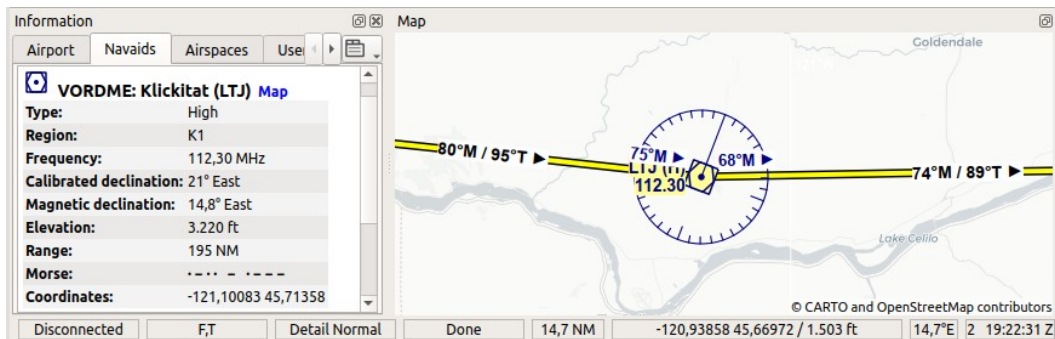 Information
Airport Navaids Airspaces User
VORDME: Klickitat (LTJ) Map
Type: High
Region: K1
Frequency: 112,30 MHz
Calibrated declination: 21° East
Magnetic declination: 14,8° East
Elevation: 3.220 ft
Range: 195 NM
Morse: ·-·· - ·---
Coordinates: -121,10083 45,71358
Map
Goldendale
80°M / 95°T ►
75°M ►
68°M ►
LTJ (H)
112.30
74°M / 89°T ►
Lake Celilo
© CARTO and OpenStreetMap contributors
Disconnected F,T Detail Normal Done 14,7 NM -120,93858 45,66972 / 1.503 ft 14,7°E 2 19:22:31 Z